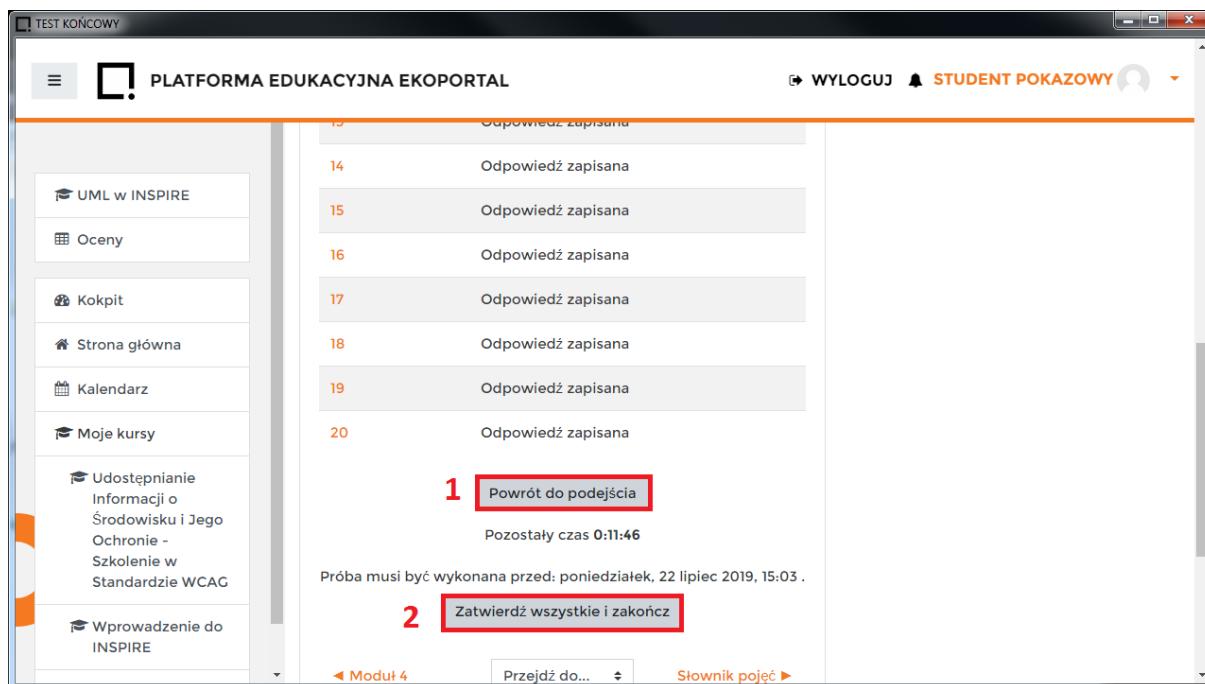 TEST KOŃCOWY
PLATFORMA EDUKACYJNA EKOPORTAL
WYLOGUJ
STUDENT POKAZOWY
UML w INSPIRE
Oceny
Kokpit
Strona główna
Kalendarz
Moje kursy
Udostępnianie
Informacji o
Środowisku i Jego
Ochronie -
Szkolenie w
Standardzie WCAG
Wprowadzenie do
INSPIRE
Odpowiedź zapisana
14 Odpowiedź zapisana
15 Odpowiedź zapisana
16 Odpowiedź zapisana
17 Odpowiedź zapisana
18 Odpowiedź zapisana
19 Odpowiedź zapisana
20 Odpowiedź zapisana
1 Powrót do podejścia
Pozostały czas 0:11:46
Próba musi być wykonana przed: poniedziałek, 22 lipiec 2019, 15:03 .
2 Zatwierdź wszystkie i zakończ
◄ Moduł 4
Przejdź do...
Słownik pojęć ►